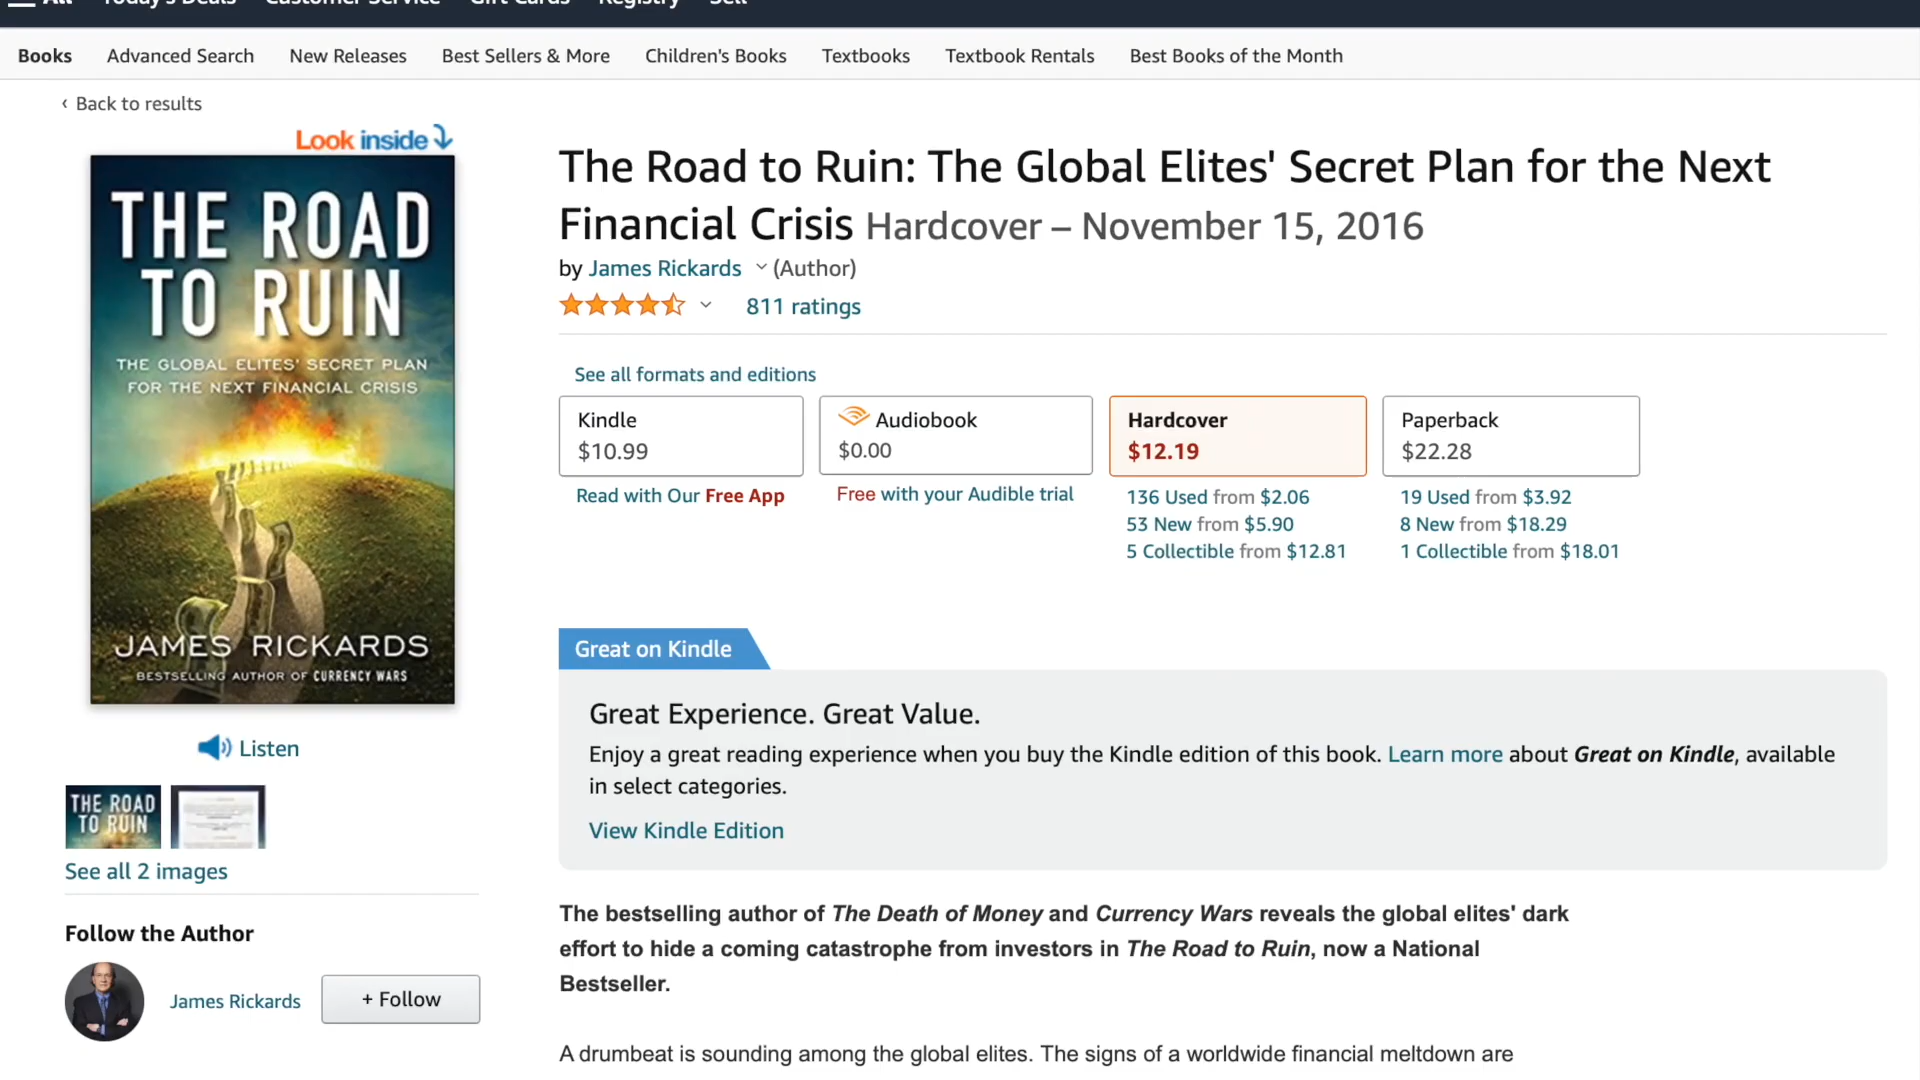 All Today's Deals Customer Service Gift Cards Registry Sell
Books Advanced Search New Releases Best Sellers & More Children's Books Textbooks Textbook Rentals Best Books of the Month
‹ Back to results
Look inside
THE ROAD
TO RUIN
THE GLOBAL ELITES' SECRET PLAN
FOR THE NEXT FINANCIAL CRISIS
JAMES RICKARDS
BESTSELLING AUTHOR OF CURRENCY WARS
Listen
THE ROAD
TO RUIN
See all 2 images
Follow the Author
James Rickards
+ Follow
The Road to Ruin: The Global Elites' Secret Plan for the Next
Financial Crisis Hardcover – November 15, 2016
by James Rickards (Author)
811 ratings
See all formats and editions
Kindle
$10.99
Read with Our Free App
Audiobook
$0.00
Free with your Audible trial
Hardcover
$12.19
136 Used from $2.06
53 New from $5.90
5 Collectible from $12.81
Paperback
$22.28
19 Used from $3.92
8 New from $18.29
1 Collectible from $18.01
Great on Kindle
Great Experience. Great Value.
Enjoy a great reading experience when you buy the Kindle edition of this book. Learn more about Great on Kindle, available
in select categories.
View Kindle Edition
The bestselling author of The Death of Money and Currency Wars reveals the global elites' dark
effort to hide a coming catastrophe from investors in The Road to Ruin, now a National
Bestseller.
A drumbeat is sounding among the global elites. The signs of a worldwide financial meltdown are